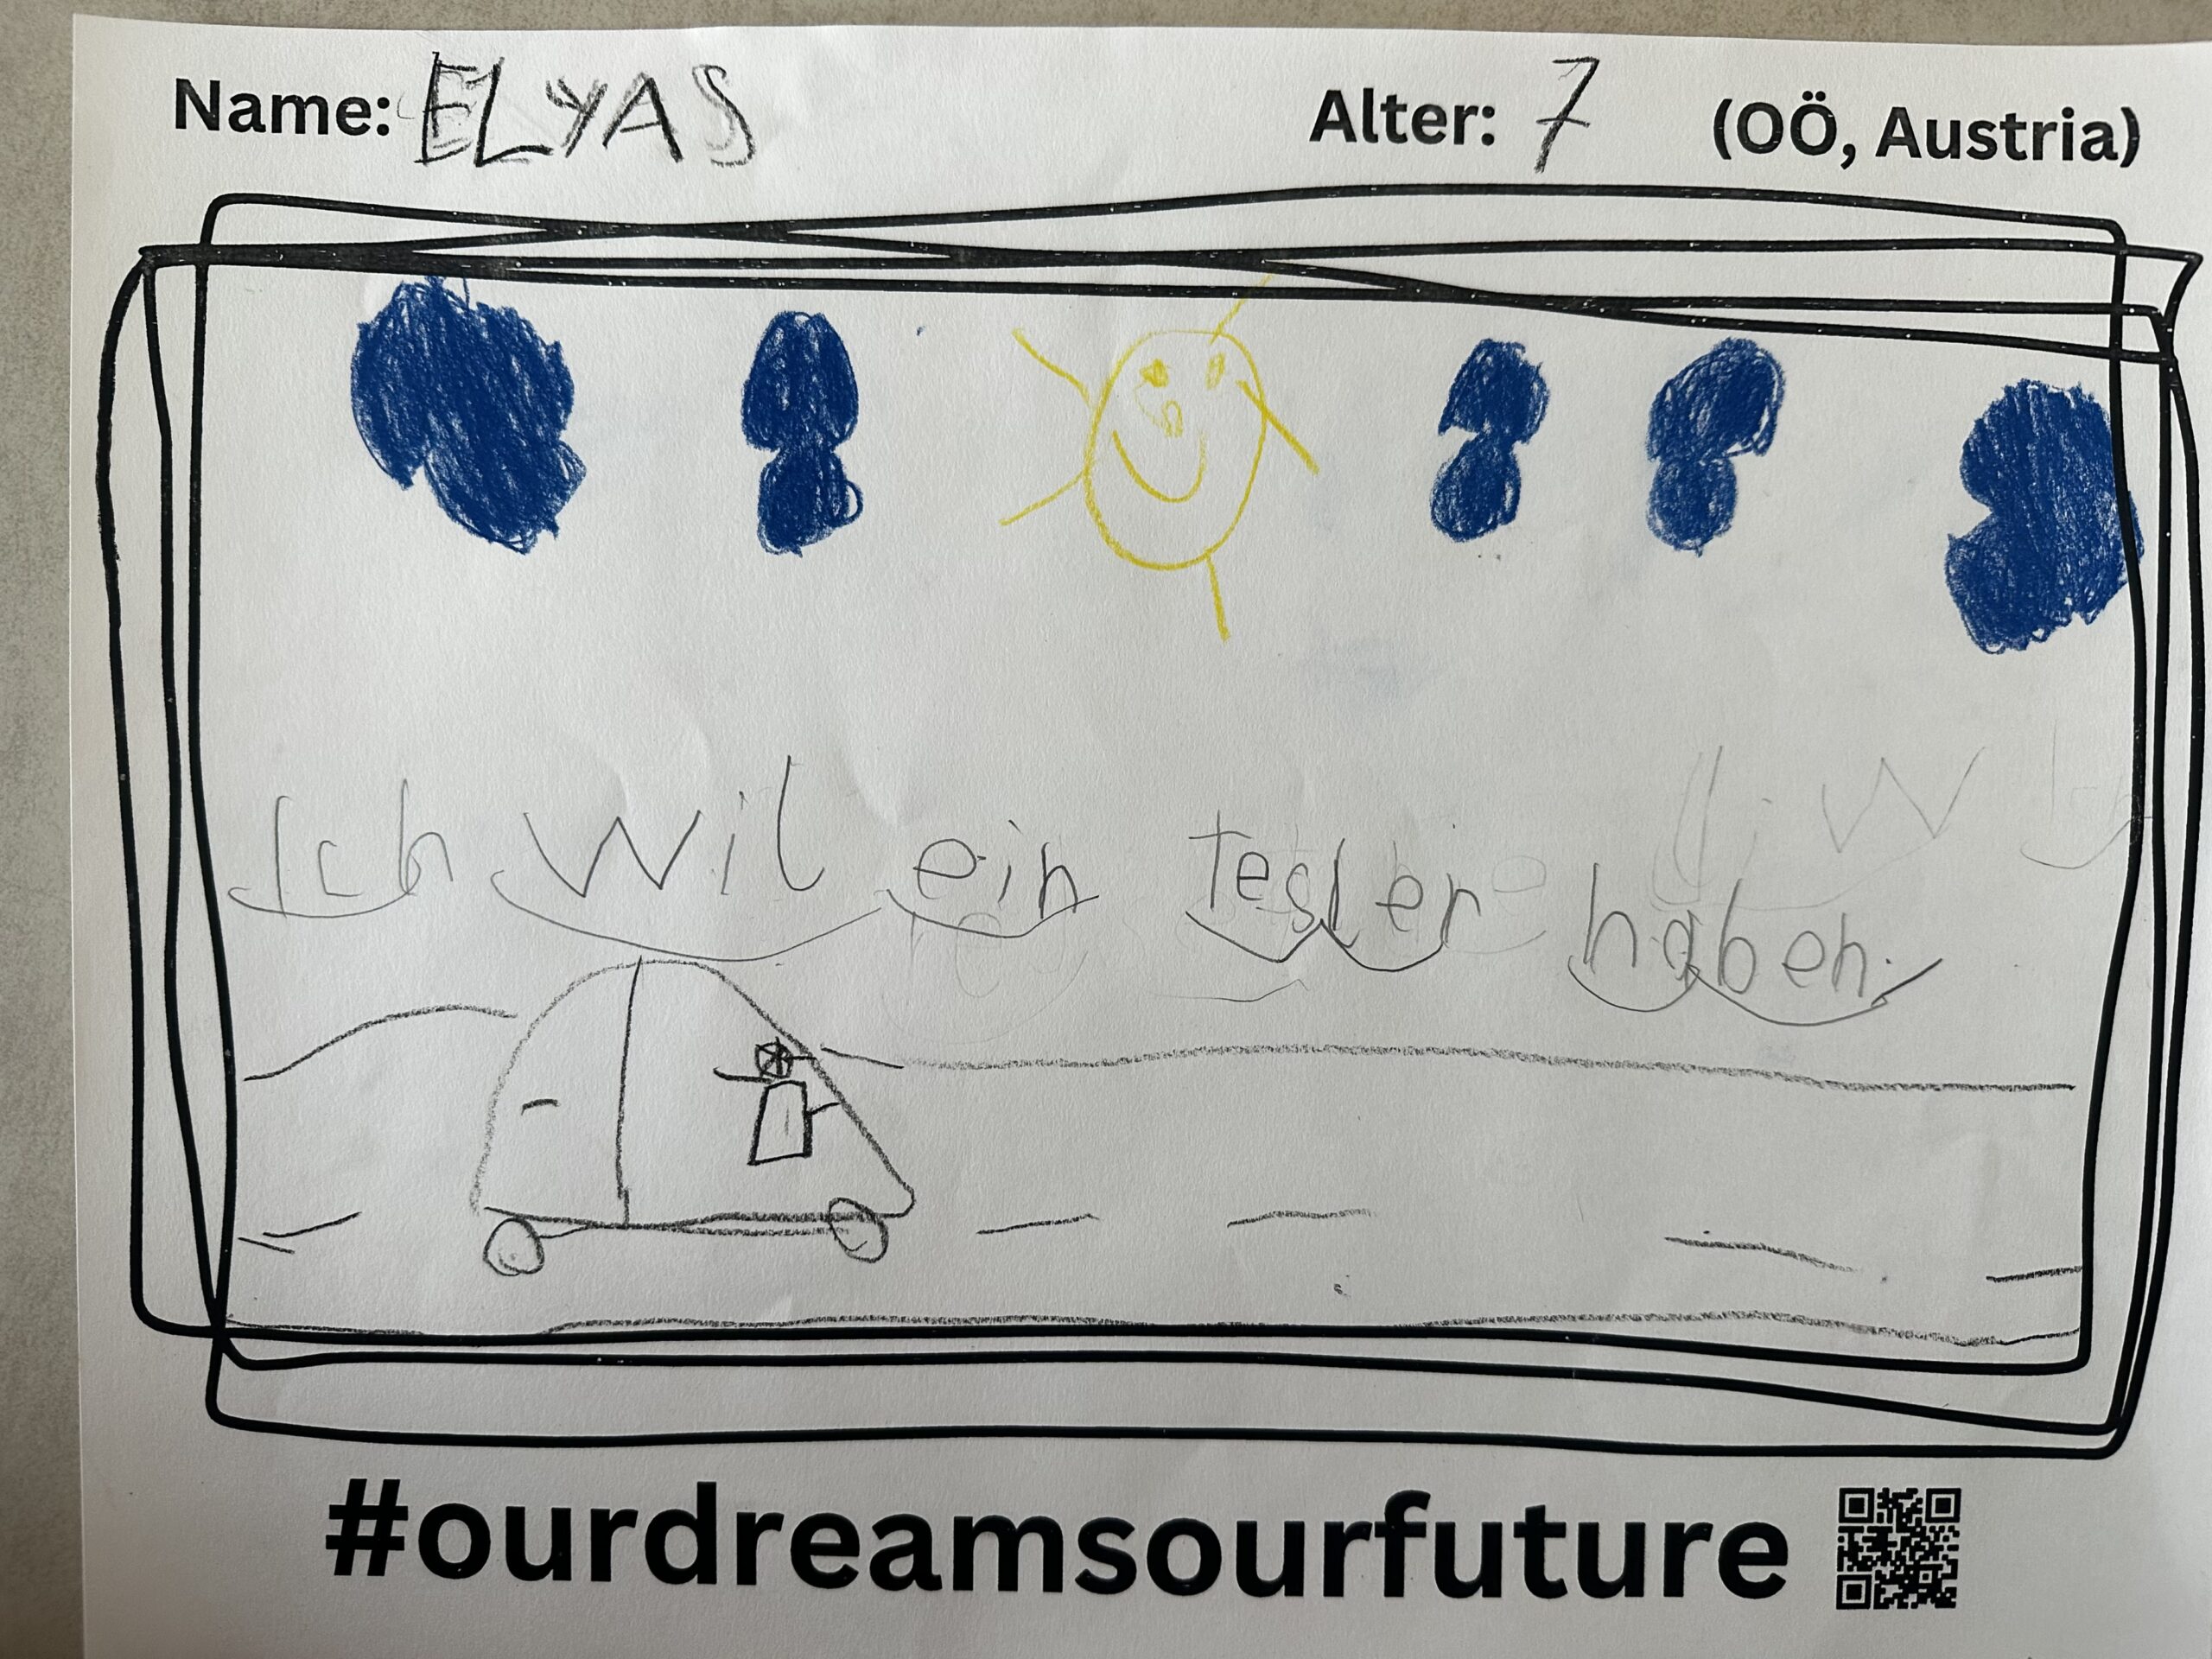 Name: ELYAS Alter: 7 (OÖ, Austria)
Ich wil ein tesler haben.
#ourdreamsourfuture